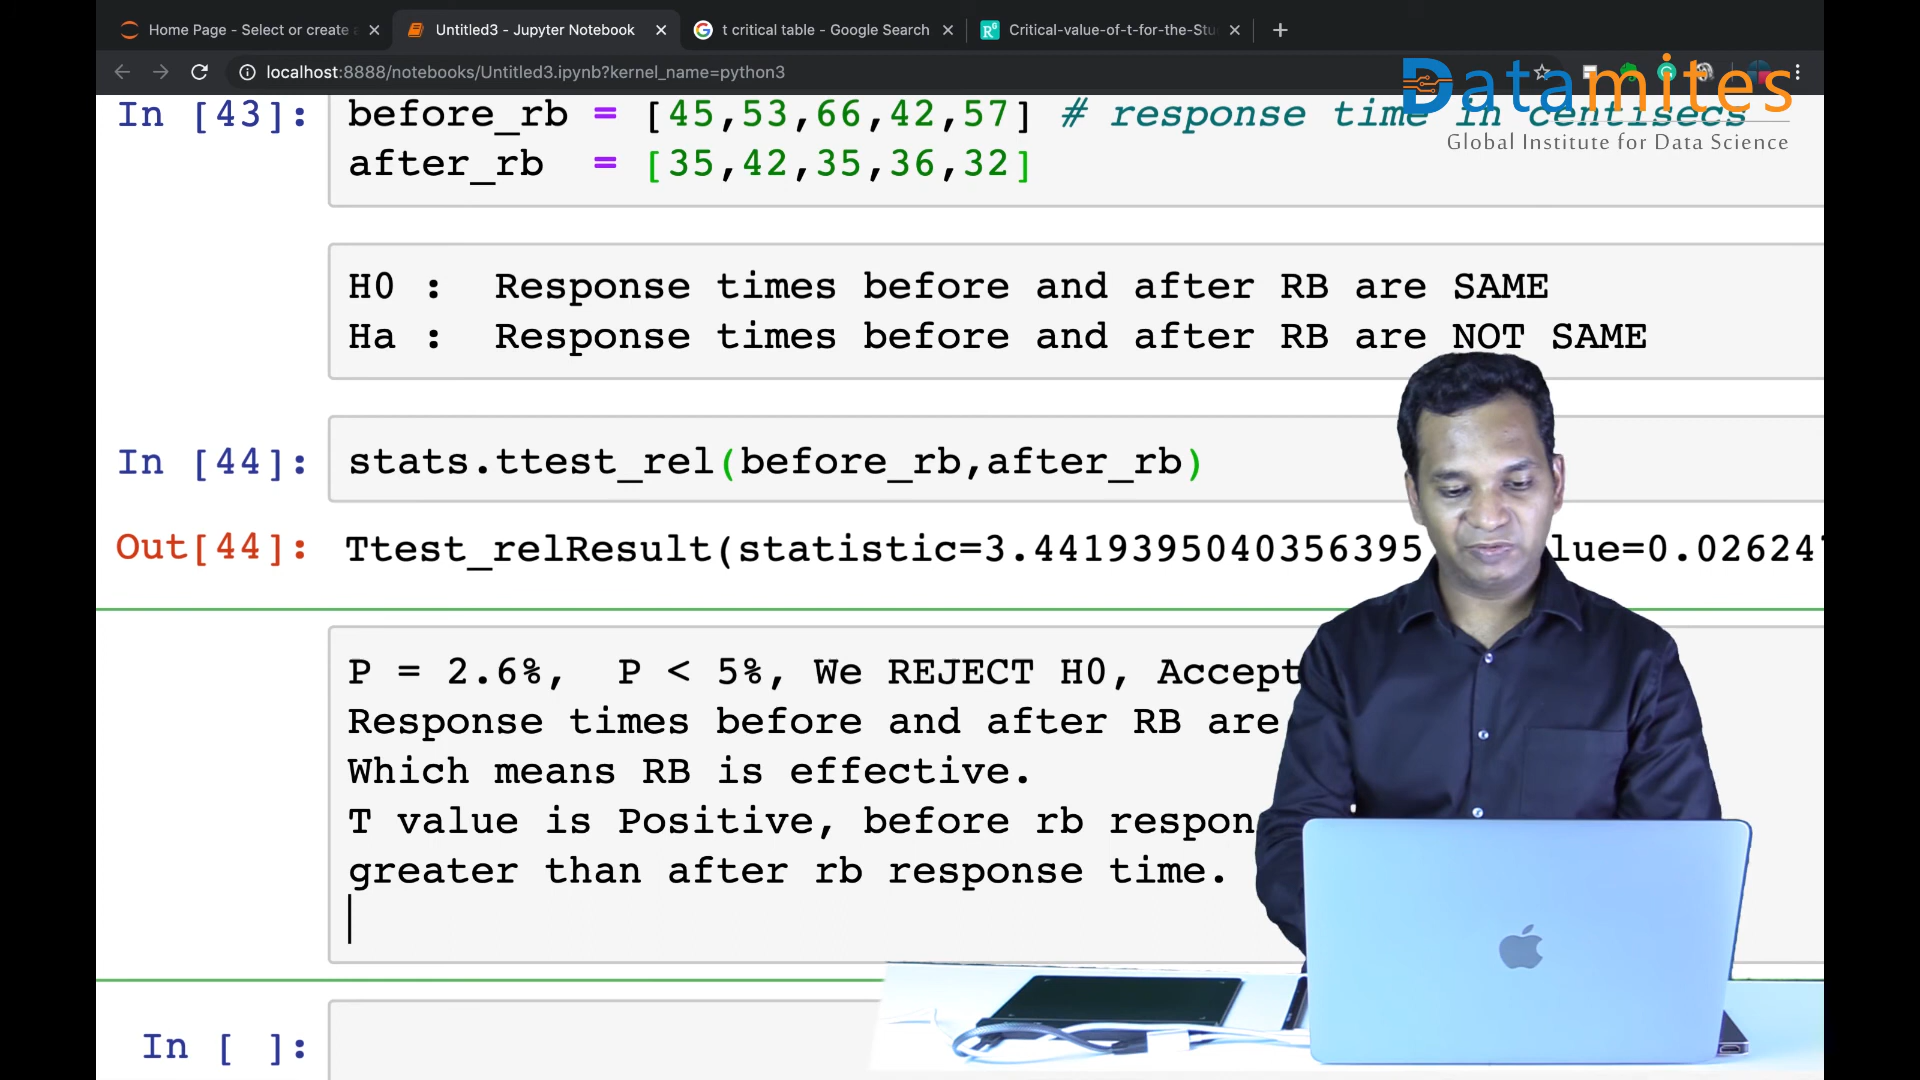 Home Page - Select or create a
Untitled3 - Jupyter Notebook
t critical table - Google Search
Critical-value-of-t-for-the-Stu
localhost:8888/notebooks/Untitled3.ipynb?kernel_name=python3
Datamites
Global Institute for Data Science
In [43]: before_rb = [45,53,66,42,57] # response time in centisecs
after_rb = [35,42,35,36,32]
H0 : Response times before and after RB are SAME
Ha : Response times before and after RB are NOT SAME
In [44]: stats.ttest_rel(before_rb,after_rb)
Out[44]: Ttest_relResult(statistic=3.4419395040356395 lue=0.02624
P = 2.6%, P < 5%, We REJECT H0, Accept
Response times before and after RB are
Which means RB is effective.
T value is Positive, before rb respon
greater than after rb response time.
In [ ]: